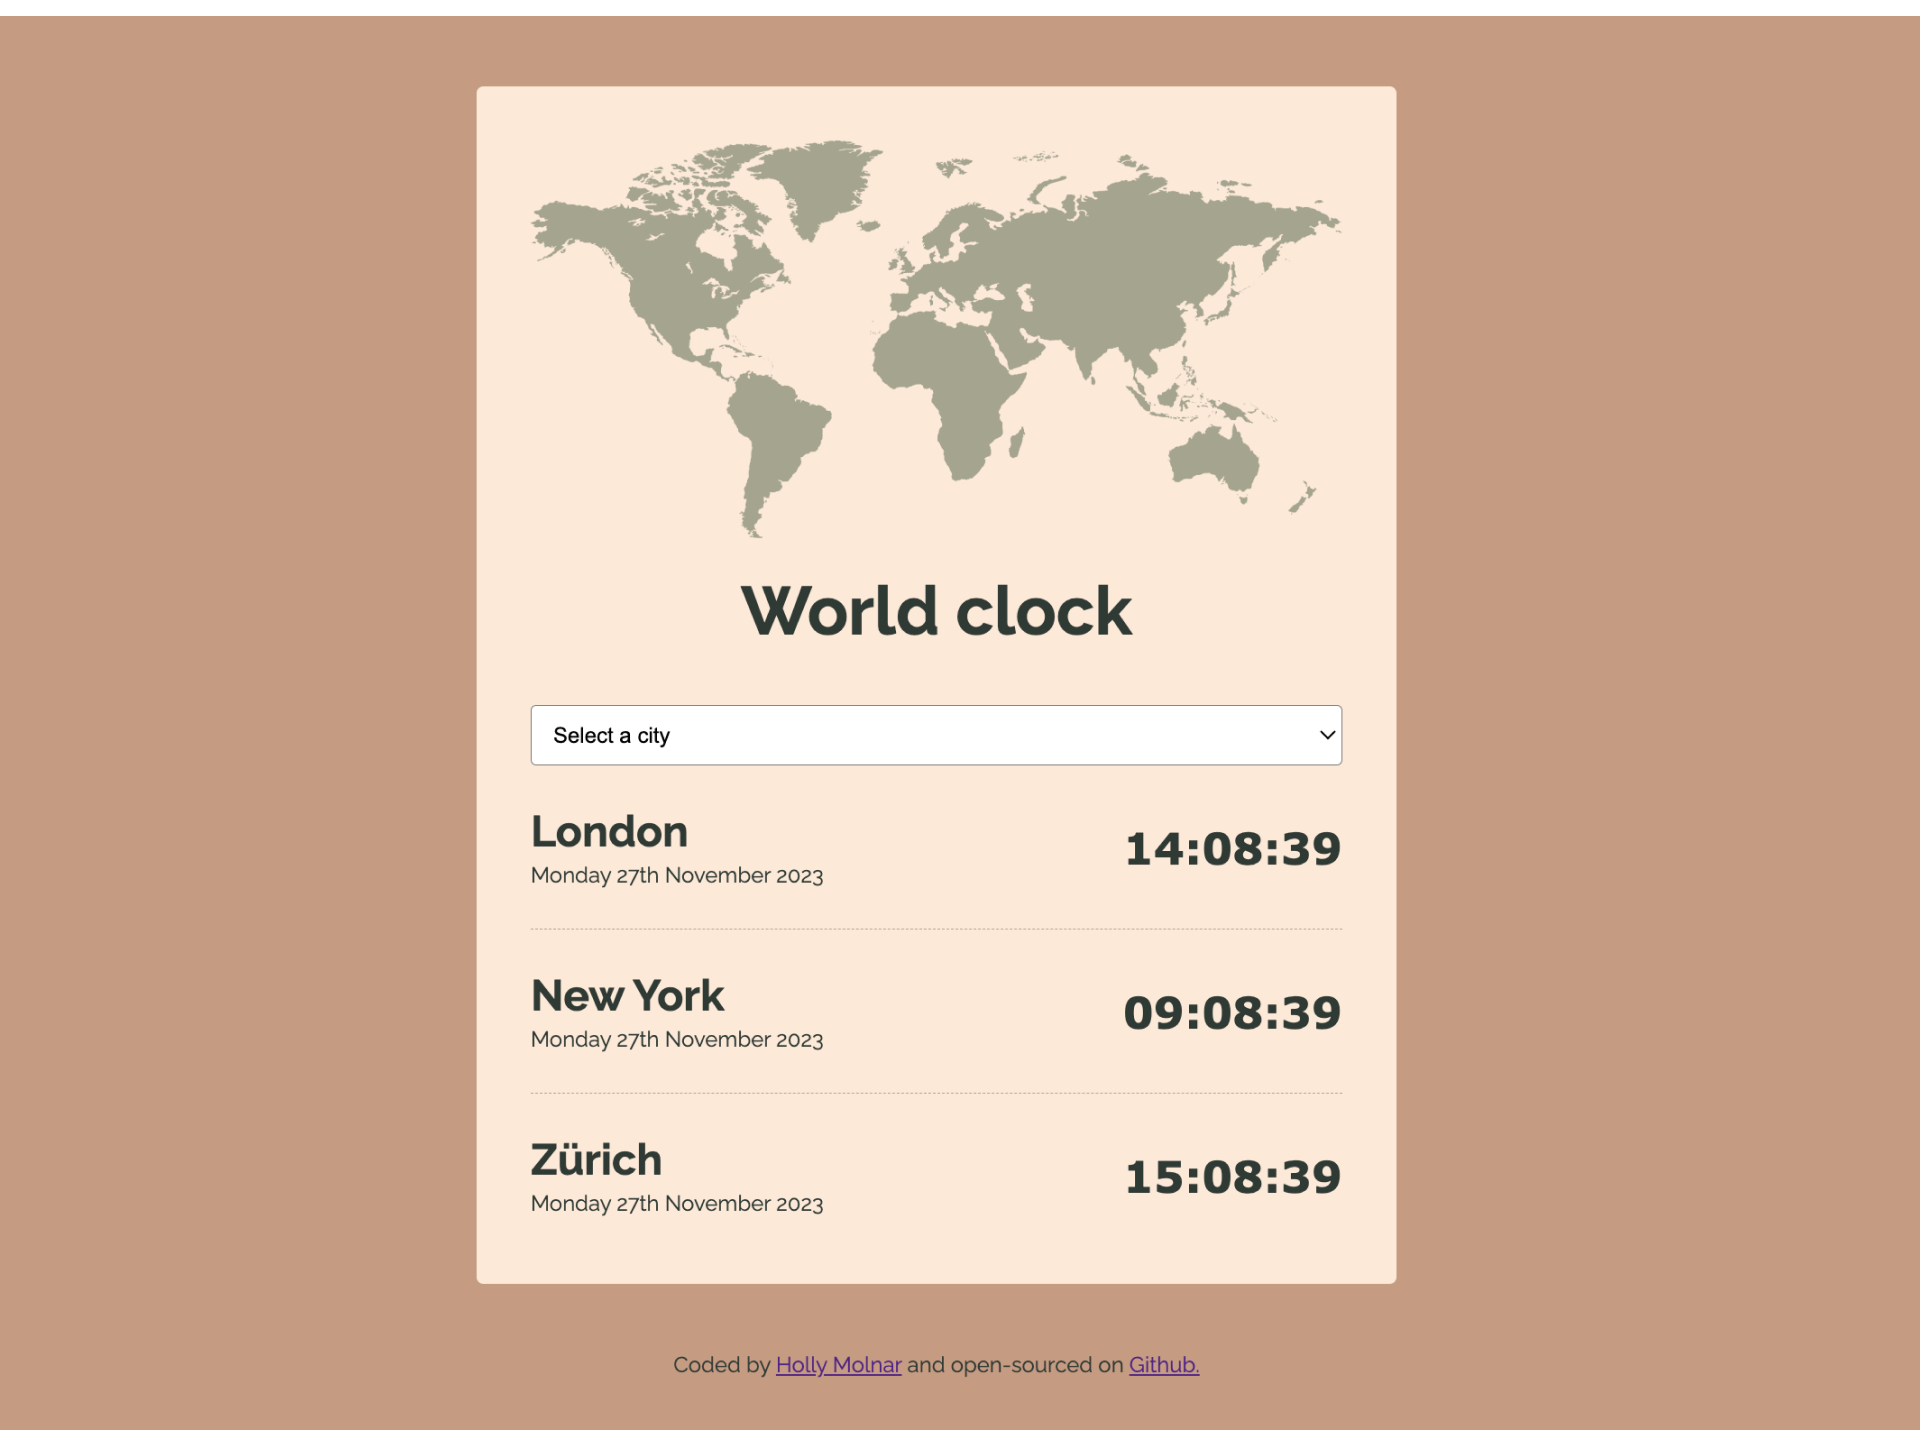 World clock
Select a city
London
14:08:39
Monday 27th November 2023
New York
09:08:39
Monday 27th November 2023
Zürich
15:08:39
Monday 27th November 2023
Coded by Holly Molnar and open-sourced on Github.